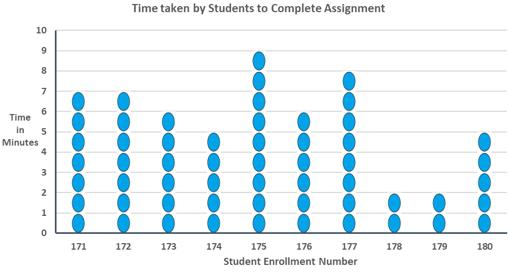 Time taken by Students to Complete Assignment
10
9
8
7
6
5
4
3
2
1
0
Time
in
Minutes
171 172 173 174 175 176 177 178 179 180
Student Enrollment Number